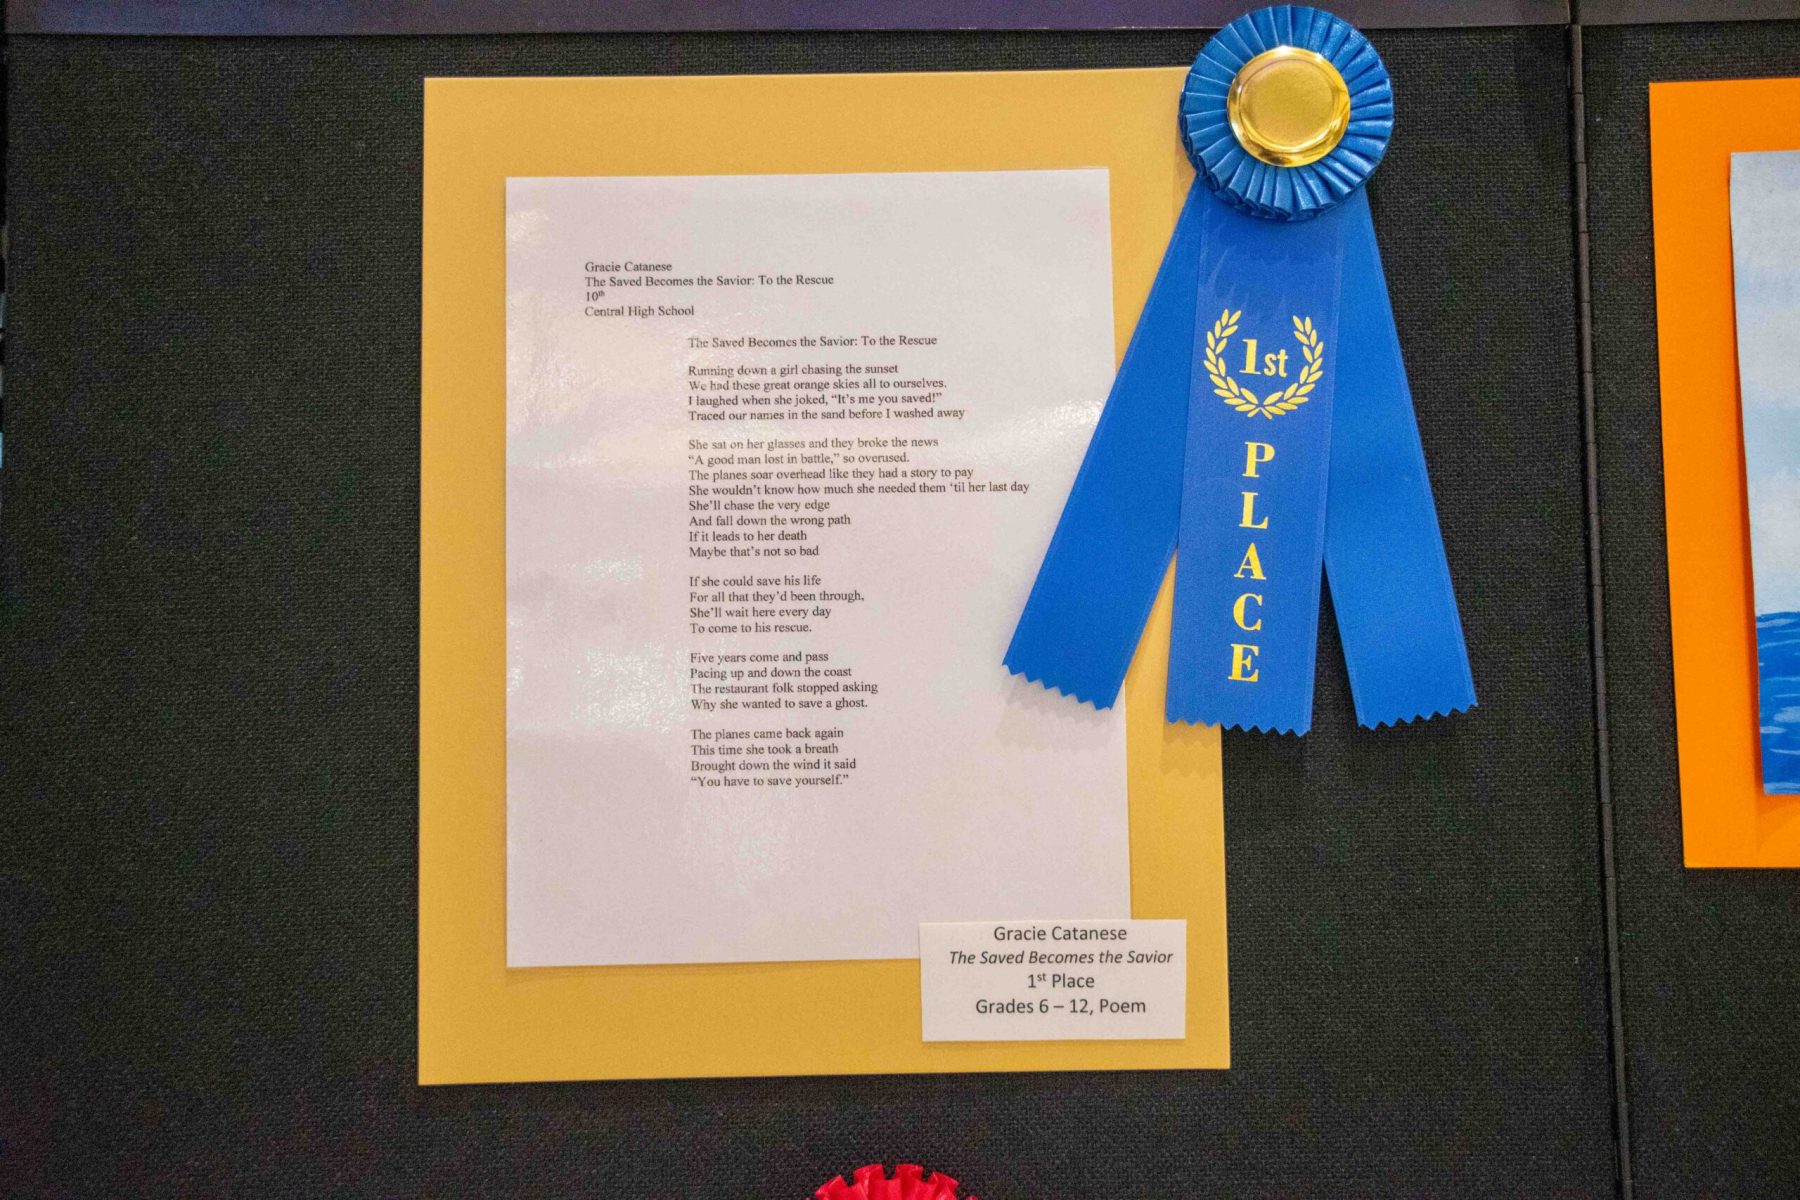 Gracie Catanese
The Saved Becomes the Savior: To the Rescue
10th
Central High School
The Saved Becomes the Savior: To the Rescue
Running down a girl chasing the sunset
We had these great orange skies all to ourselves.
I laughed when she joked, “It’s me you saved!”
Traced our names in the sand before I washed away
She sat on her glasses and they broke the news
“A good man lost in battle,” so overused.
The planes soar overhead like they had a story to pay
She wouldn’t know how much she needed them ‘til her last day
She’ll chase the very edge
And fall down the wrong path
If it leads to her death
Maybe that’s not so bad
If she could save his life
For all that they’d been through,
She’ll wait here every day
To come to his rescue.
Five years come and pass
Pacing up and down the coast
The restaurant folk stopped asking
Why she wanted to save a ghost.
The planes came back again
This time she took a breath
Brought down the wind it said
“You have to save yourself.”
1st
PLACE
Gracie Catanese
The Saved Becomes the Savior
1st Place
Grades 6 – 12, Poem